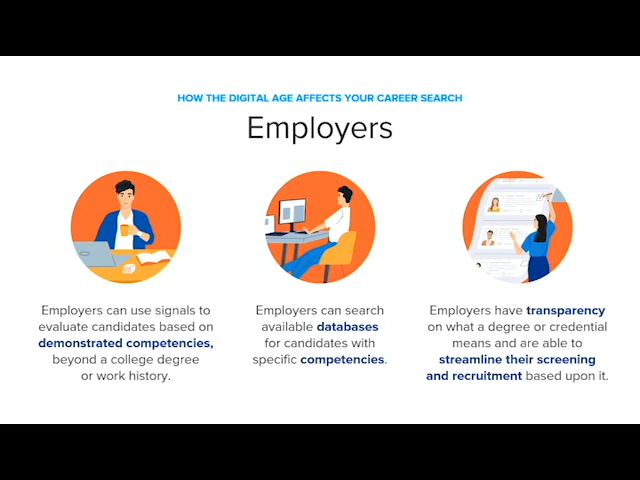 HOW THE DIGITAL AGE AFFECTS YOUR CAREER SEARCH
Employers
Employers can use signals to
evaluate candidates based on
demonstrated competencies,
beyond a college degree
or work history.
Employers can search
available databases
for candidates with
specific competencies.
Employers have transparency
on what a degree or credential
means and are able to
streamline their screening
and recruitment based upon it.